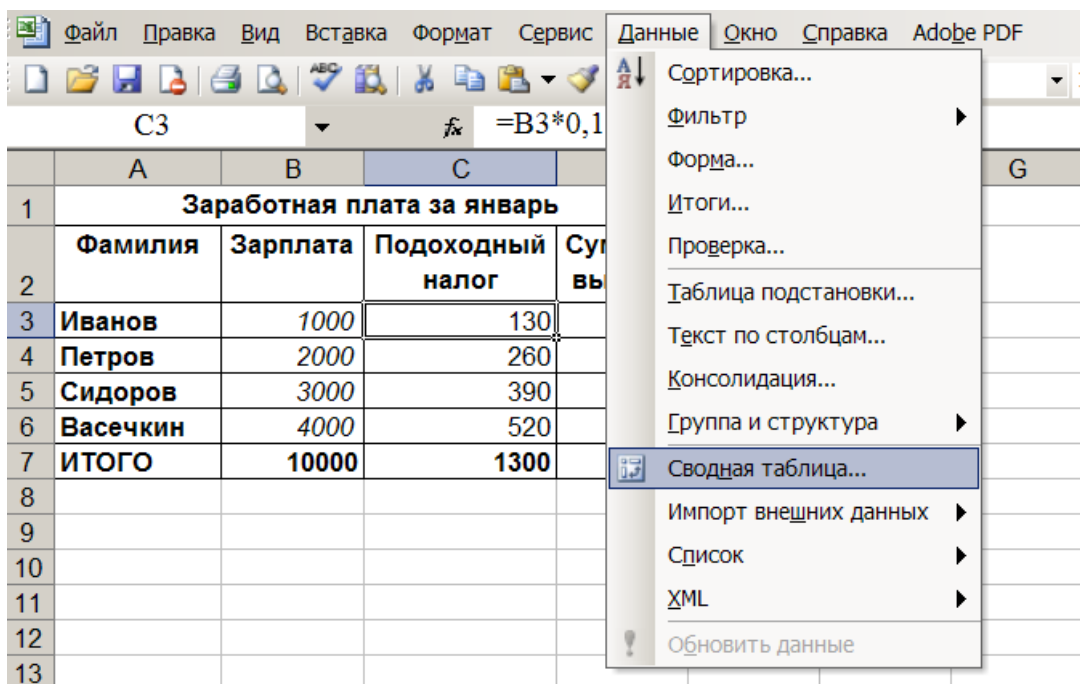 Файл Правка Вид Вставка Формат Сервис Данные Окно Справка Adobe PDF
C3 fx =B3*0,1
A B C G
1 Заработная плата за январь
Фамилия Зарплата Подоходный
2 налог
3 Иванов 1000 130
4 Петров 2000 260
5 Сидоров 3000 390
6 Васечкин 4000 520
7 ИТОГО 10000 1300
8
9
10
11
12
13
Сортировка...
Фильтр
Форма...
Итоги...
Проверка...
Таблица подстановки...
Текст по столбцам...
Консолидация...
Группа и структура
Сводная таблица...
Импорт внешних данных
Список
XML
Обновить данные